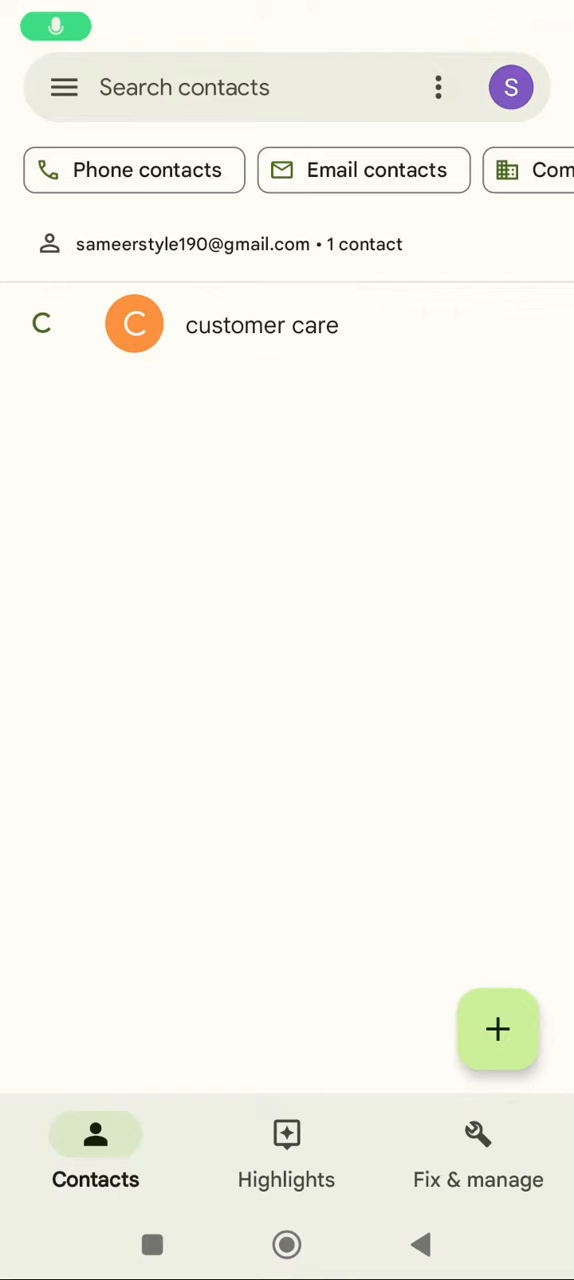 Search contacts
S
Phone contacts
Email contacts
Com
sameerstyle190@gmail.com • 1 contact
C
C
customer care
Contacts
Highlights
Fix & manage